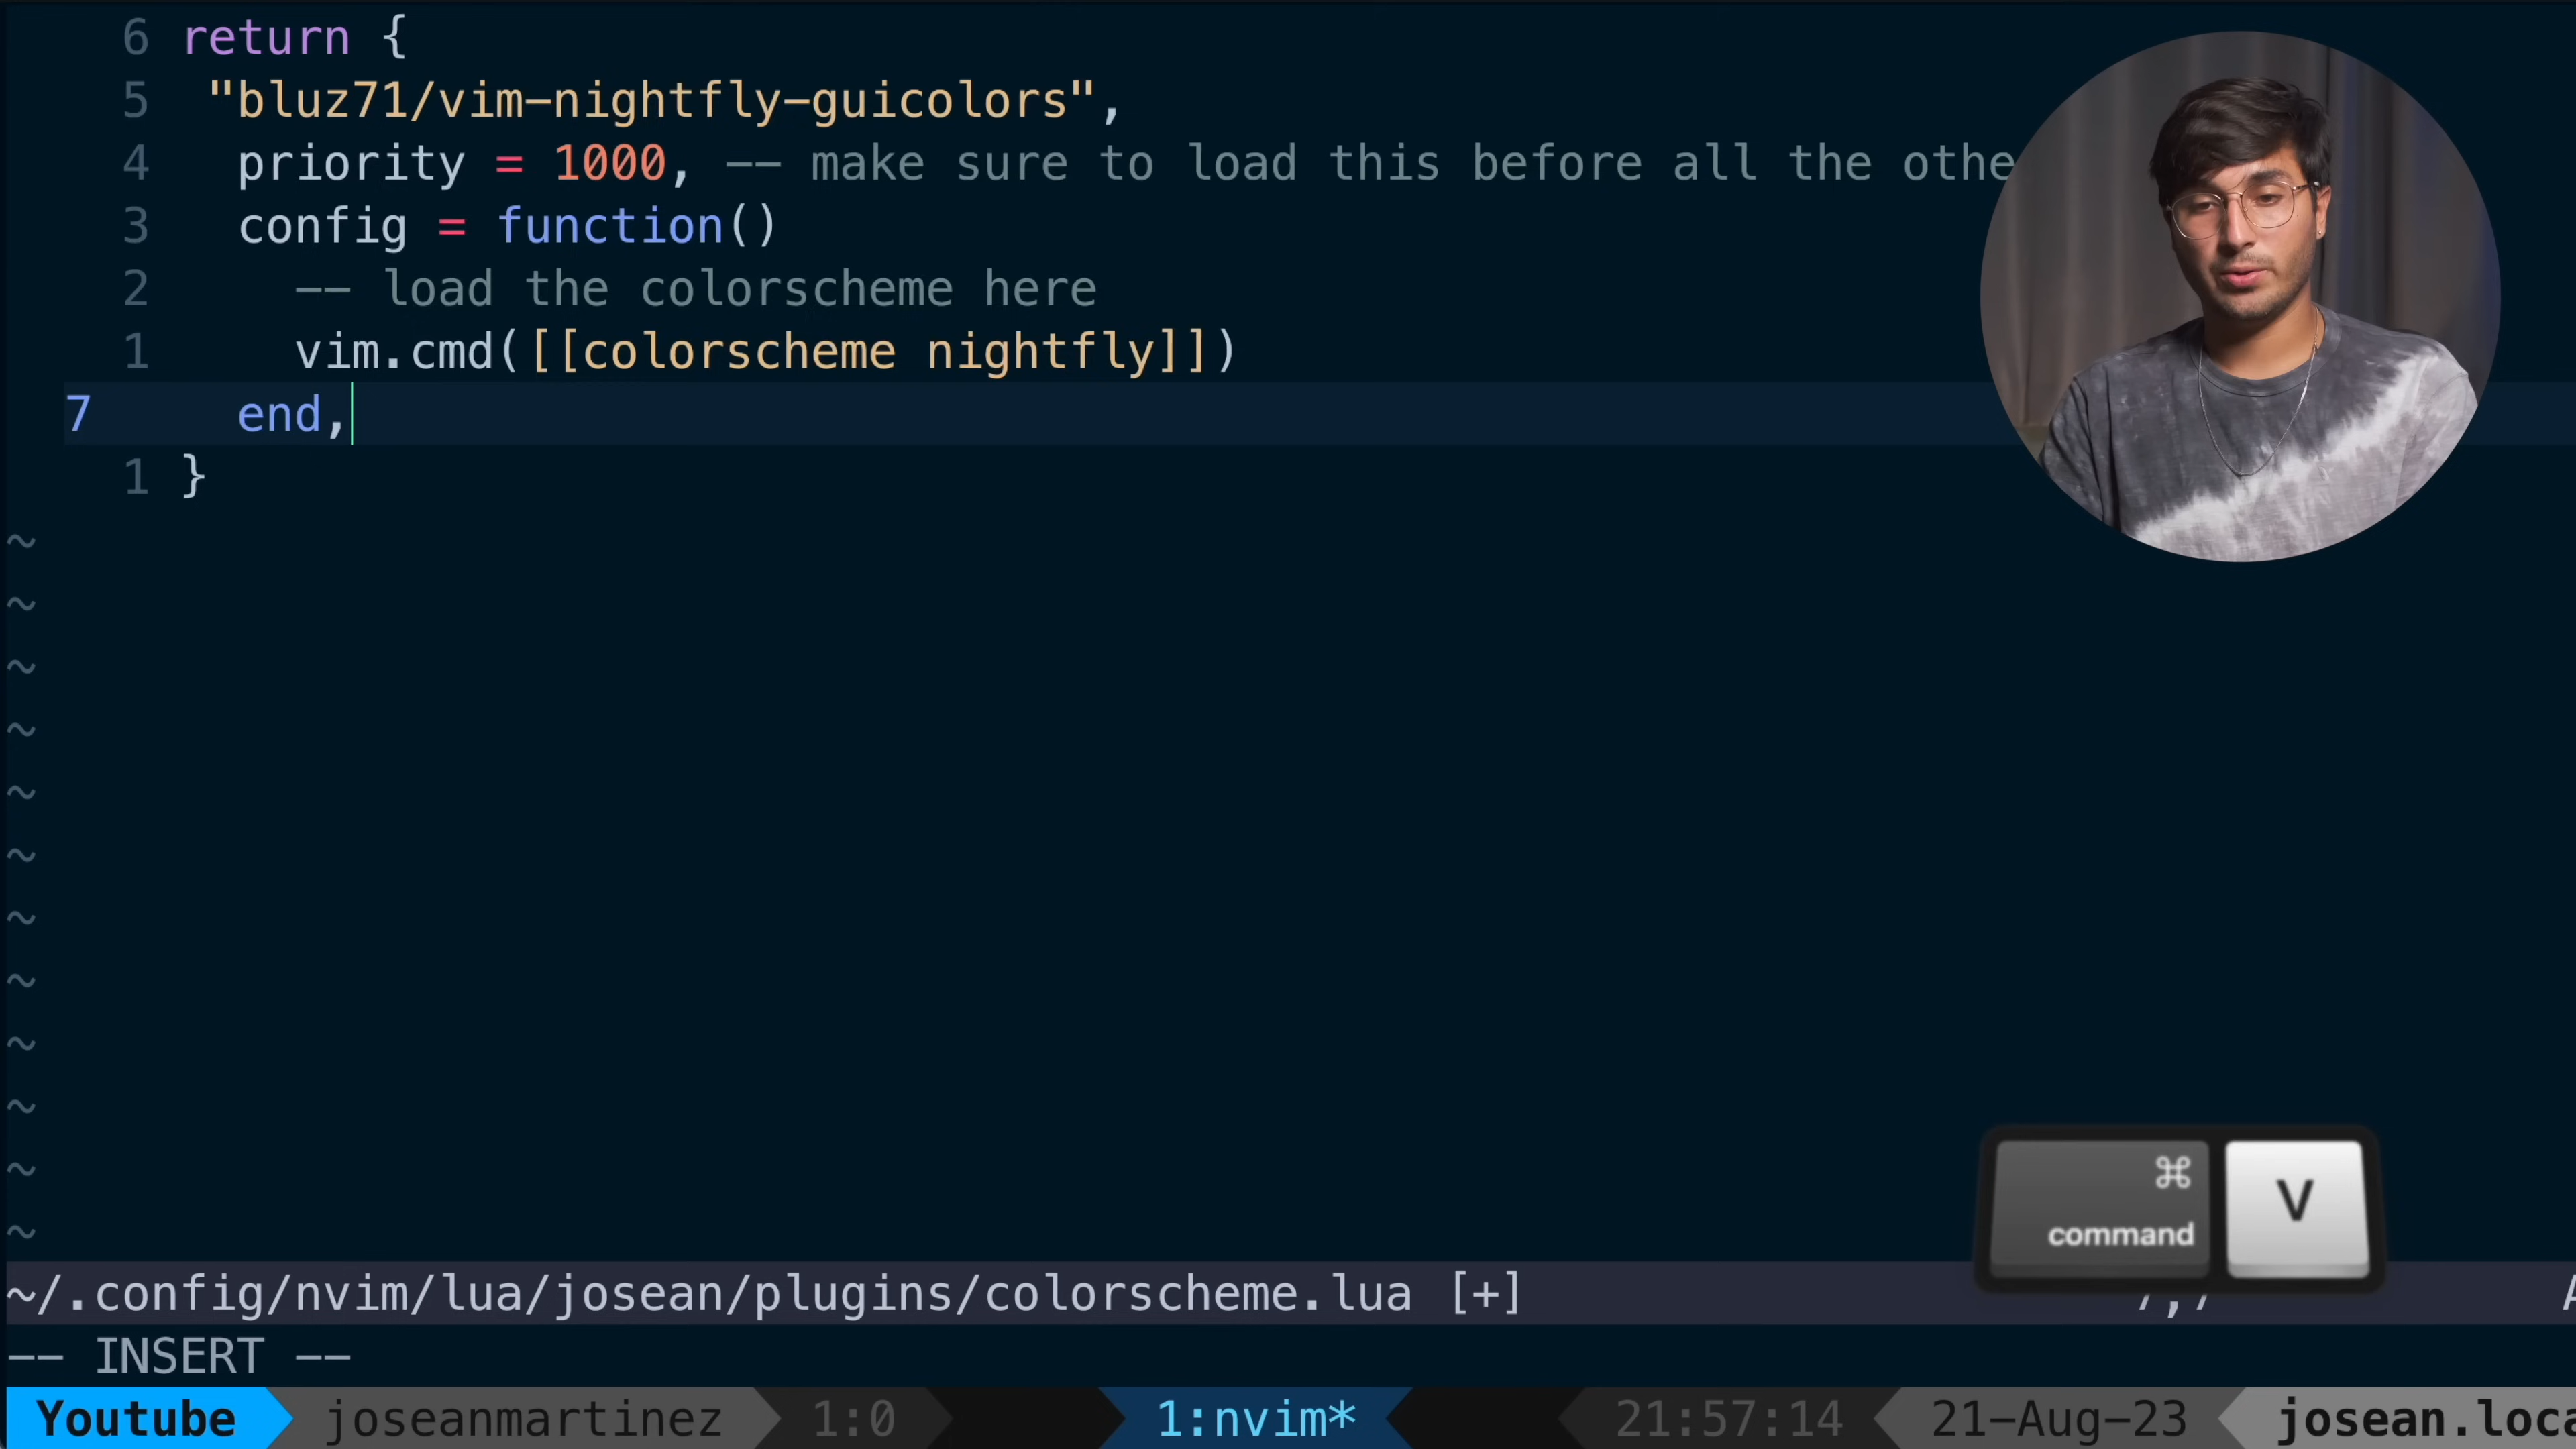 6 return {
5 "bluz71/vim-nightfly-guicolors",
4 priority = 1000, -- make sure to load this before all the othe
3 config = function()
2 -- load the colorscheme here
1 vim.cmd([[colorscheme nightfly]])
7 end,
1 }
~
~
~
~
~
~
~
~
~
~
~
~
⌘ V
command
~/.config/nvim/lua/josean/plugins/colorscheme.lua [+] 7,7 A
-- INSERT --
Youtube joseanmartinez 1:0 1:nvim* 21:57:14 21-Aug-23 josean.loca